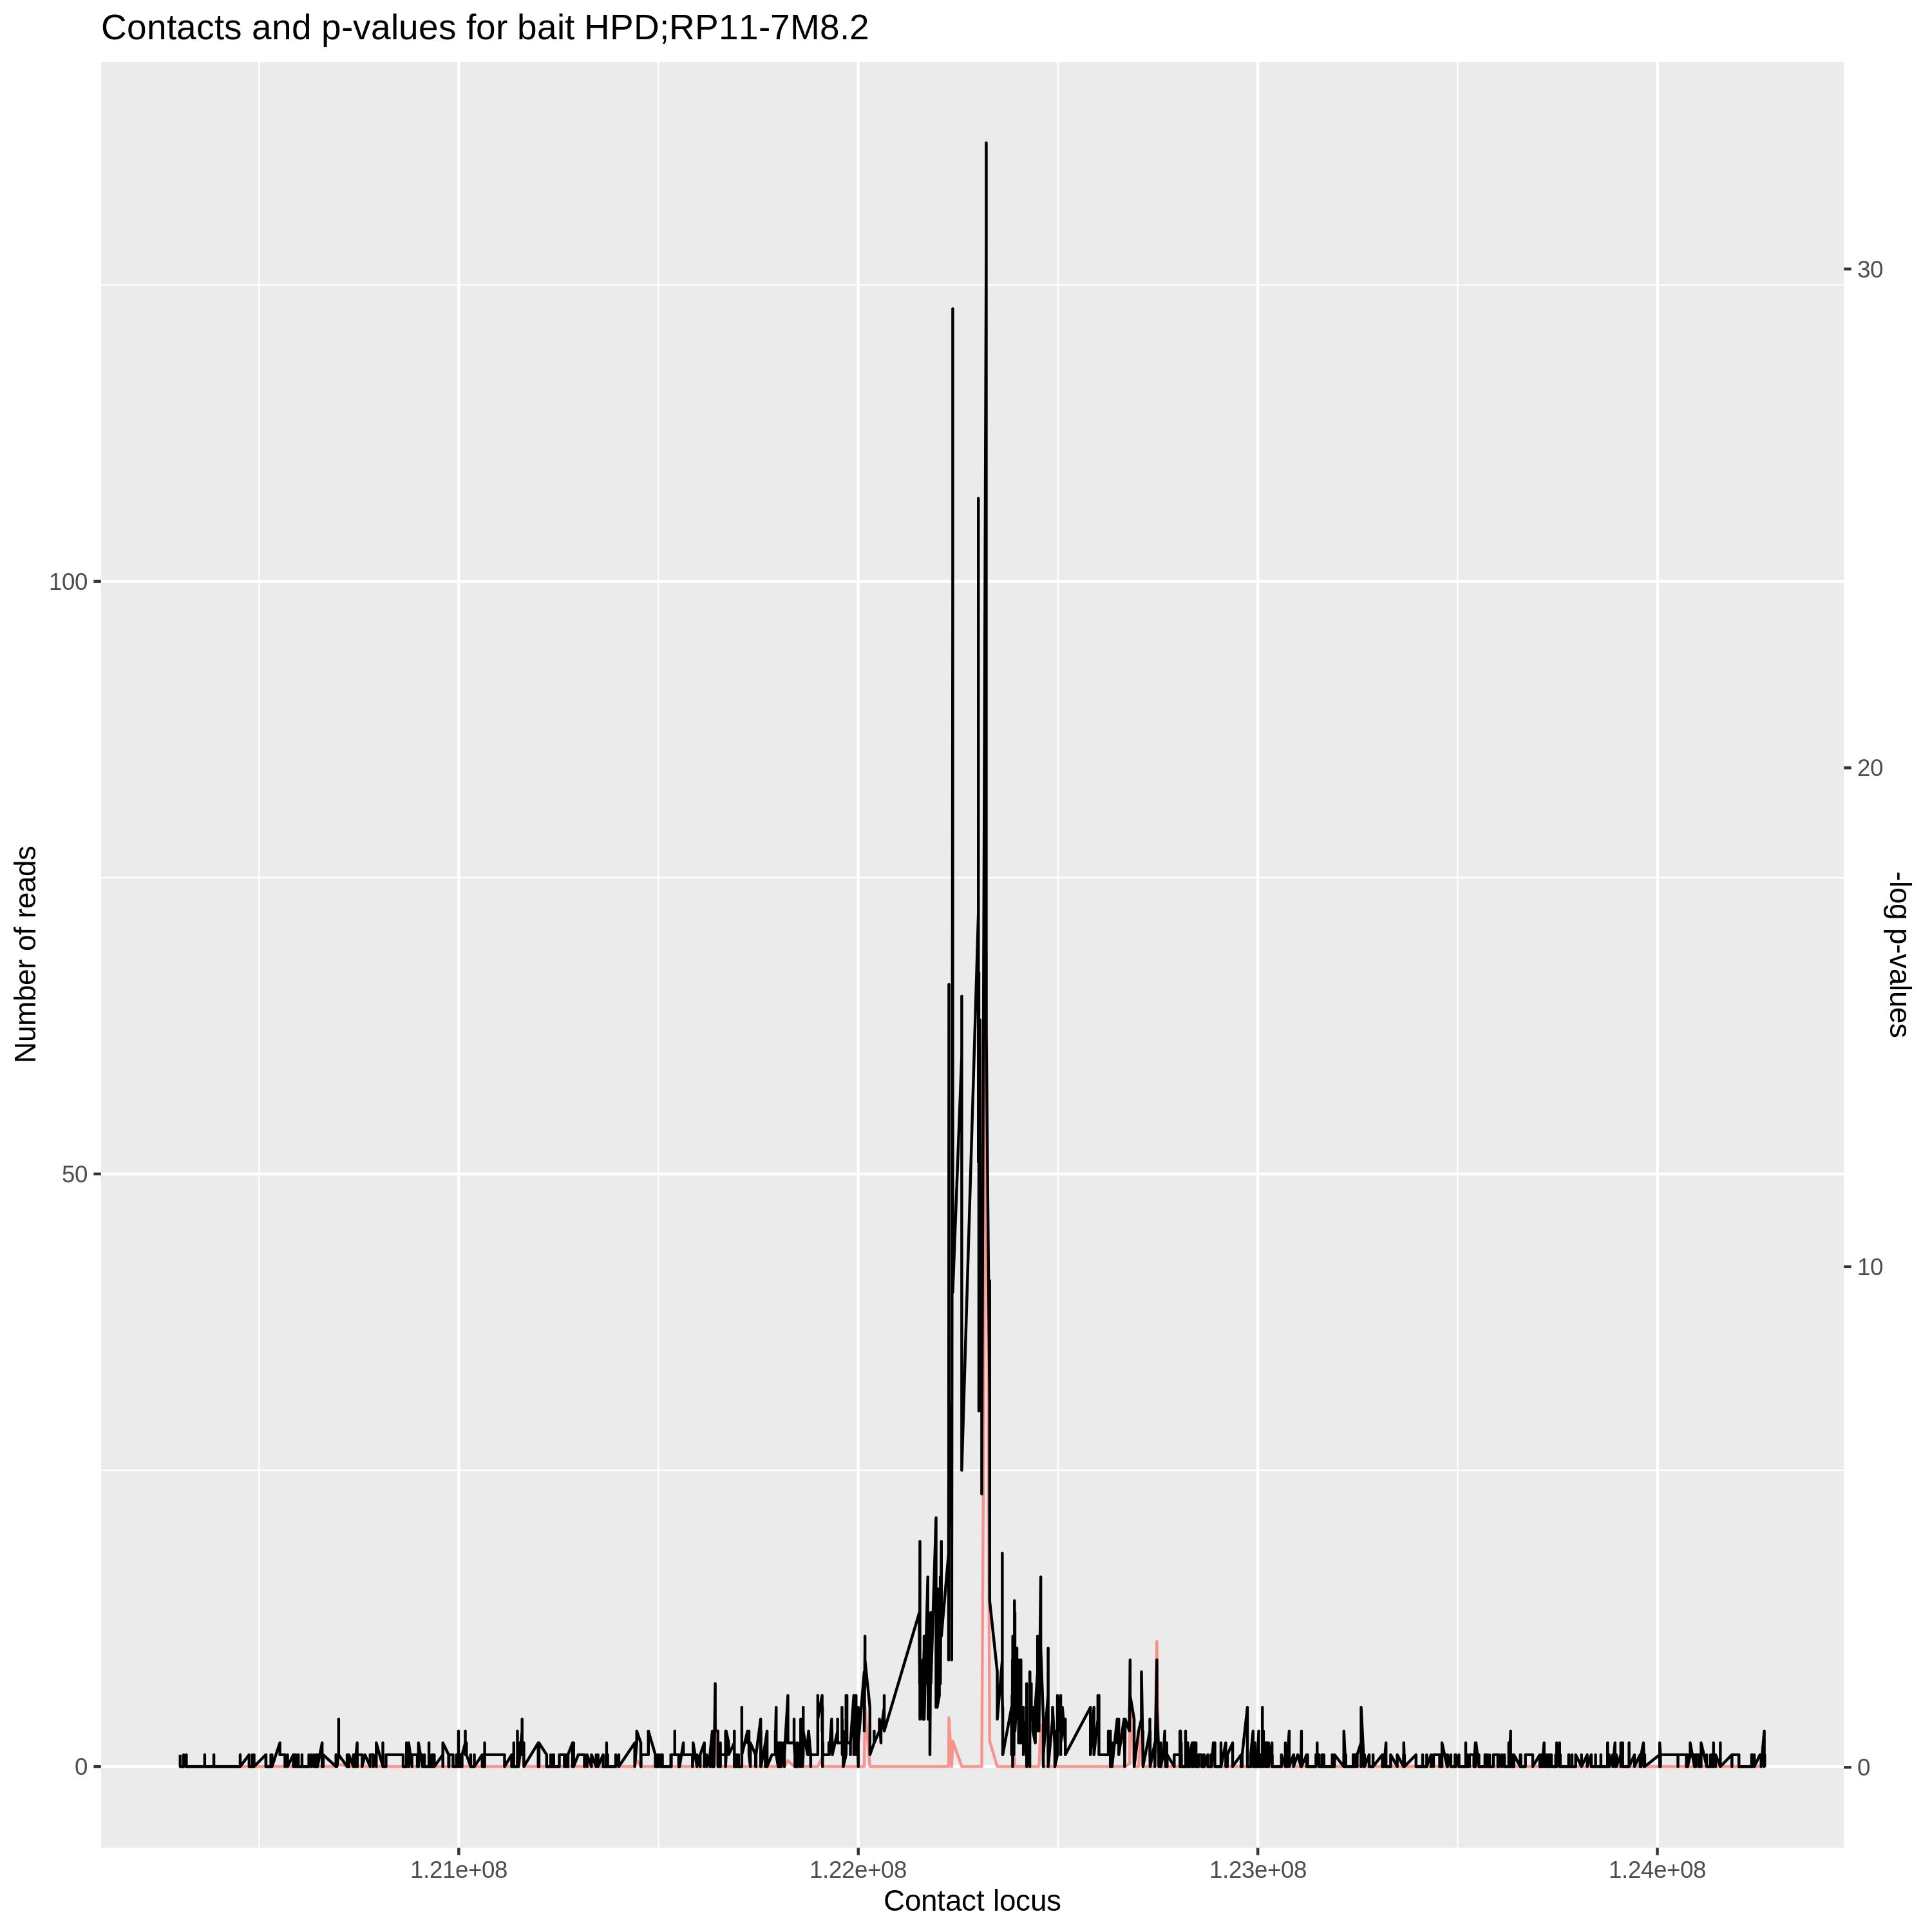 Contacts and p-values for bait HPD;RP11-7M8.2
Number of reads
100
50
0
30
20
10
0
-log p-values
1.21e+08 1.22e+08 1.23e+08 1.24e+08
Contact locus